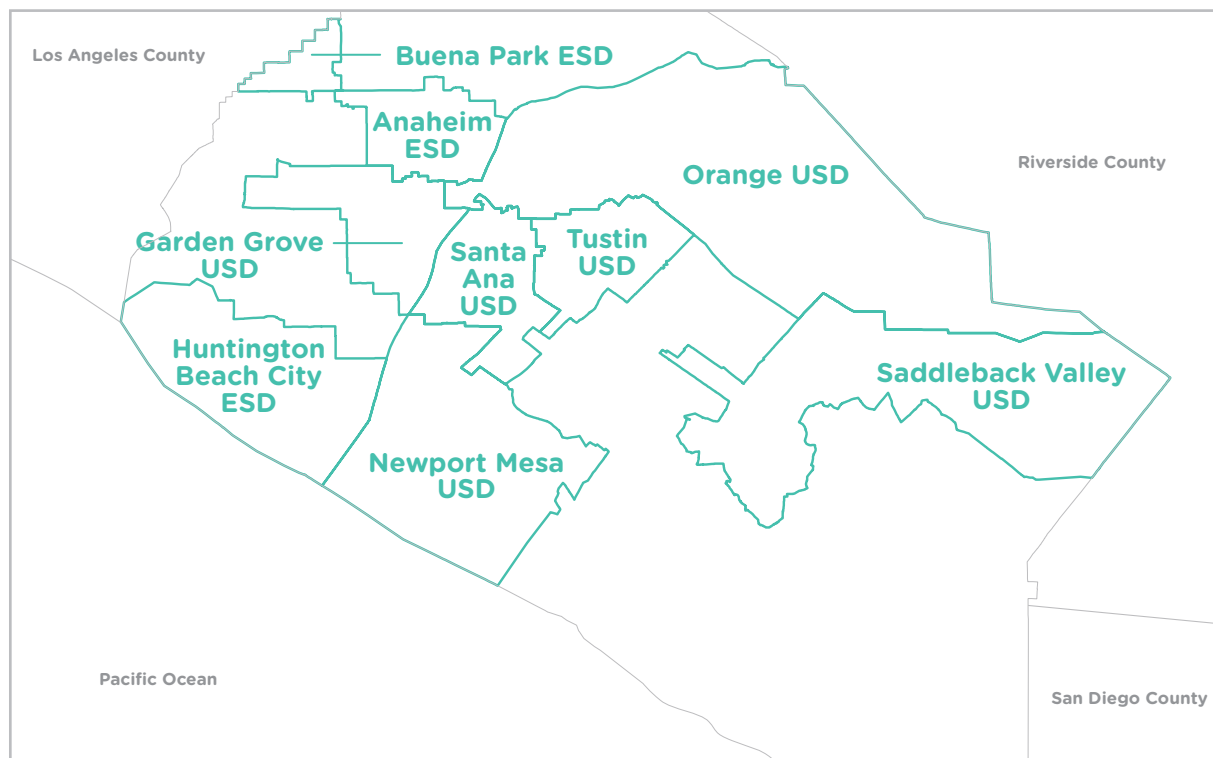 Los Angeles County
Buena Park ESD
Anaheim
ESD
Riverside County
Orange USD
Garden Grove
USD
Santa
Ana
USD
Tustin
USD
Huntington
Beach City
ESD
Saddleback Valley
USD
Newport Mesa
USD
Pacific Ocean
San Diego County